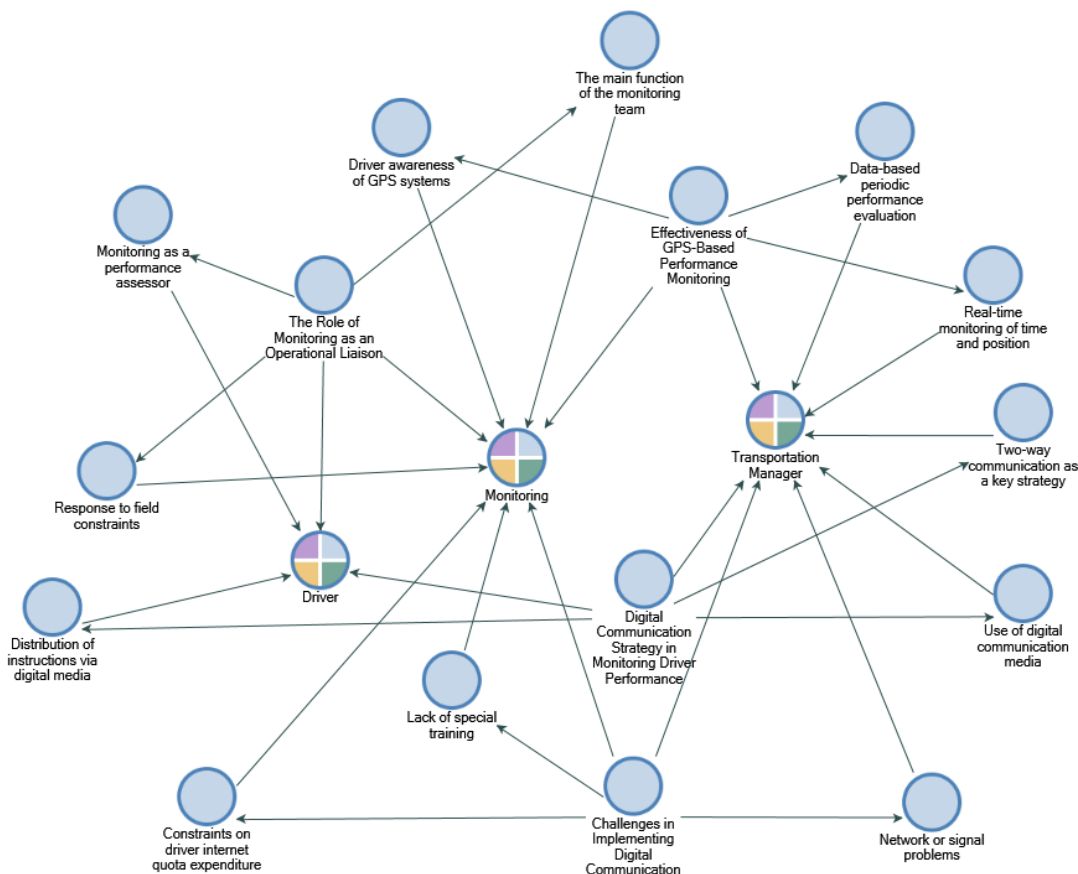 The main function
of the monitoring
team
Driver awareness
of GPS systems
Data-based
periodic
performance
evaluation
Effectiveness of
GPS-Based
Performance
Monitoring
Monitoring as a
performance
assessor
Real-time
monitoring of time
and position
The Role of
Monitoring as an
Operational Liaison
Transportation
Manager
Two-way
communication as
a key strategy
Monitoring
Response to field
constraints
Driver
Distribution of
instructions via
digital media
Digital
Communication
Strategy in
Monitoring Driver
Performance
Use of digital
communication
media
Lack of special
training
Constraints on
driver internet
quota expenditure
Challenges in
Implementing
Digital
Communication
Network or signal
problems